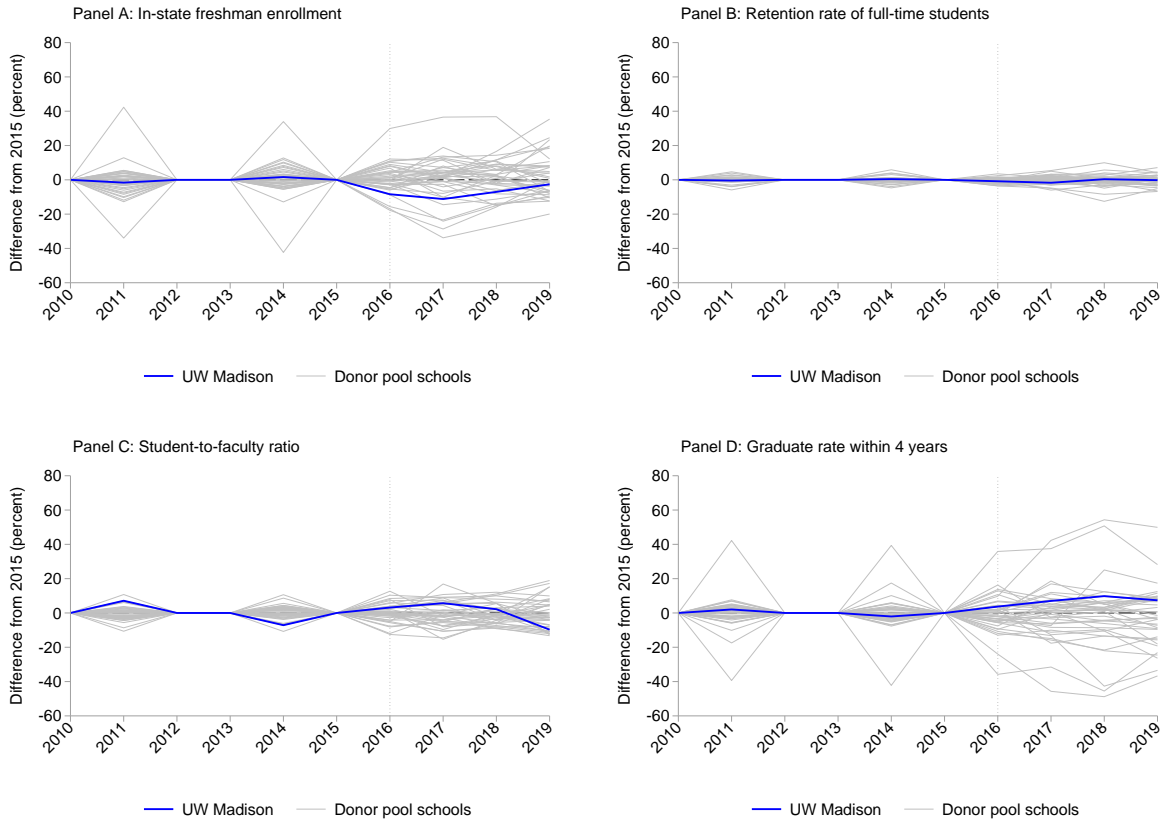 Panel A: In-state freshman enrollment
Difference from 2015 (percent)
80
60
40
20
0
-20
-40
-60
2010 2011 2012 2013 2014 2015 2016 2017 2018 2019
UW Madison Donor pool schools
Panel B: Retention rate of full-time students
Difference from 2015 (percent)
80
60
40
20
0
-20
-40
-60
2010 2011 2012 2013 2014 2015 2016 2017 2018 2019
UW Madison Donor pool schools
Panel C: Student-to-faculty ratio
Difference from 2015 (percent)
80
60
40
20
0
-20
-40
-60
2010 2011 2012 2013 2014 2015 2016 2017 2018 2019
UW Madison Donor pool schools
Panel D: Graduate rate within 4 years
Difference from 2015 (percent)
80
60
40
20
0
-20
-40
-60
2010 2011 2012 2013 2014 2015 2016 2017 2018 2019
UW Madison Donor pool schools